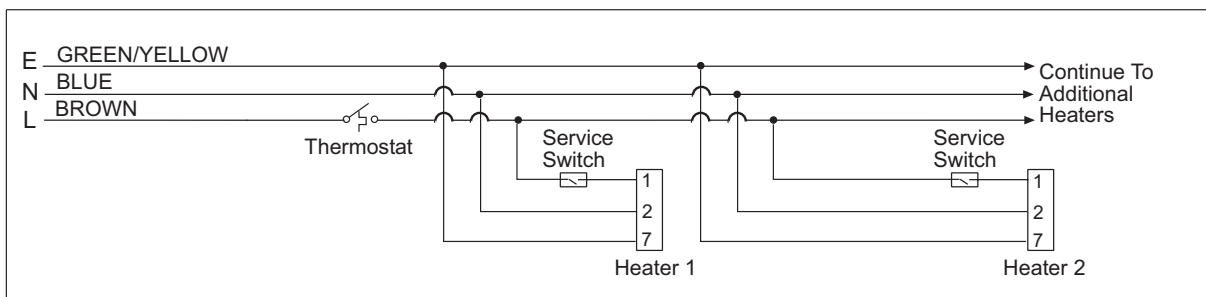 E GREEN/YELLOW
N BLUE
L BROWN
Thermostat
Continue To
Additional
Heaters
Service
Switch
1
2
7
Heater 1
Service
Switch
1
2
7
Heater 2